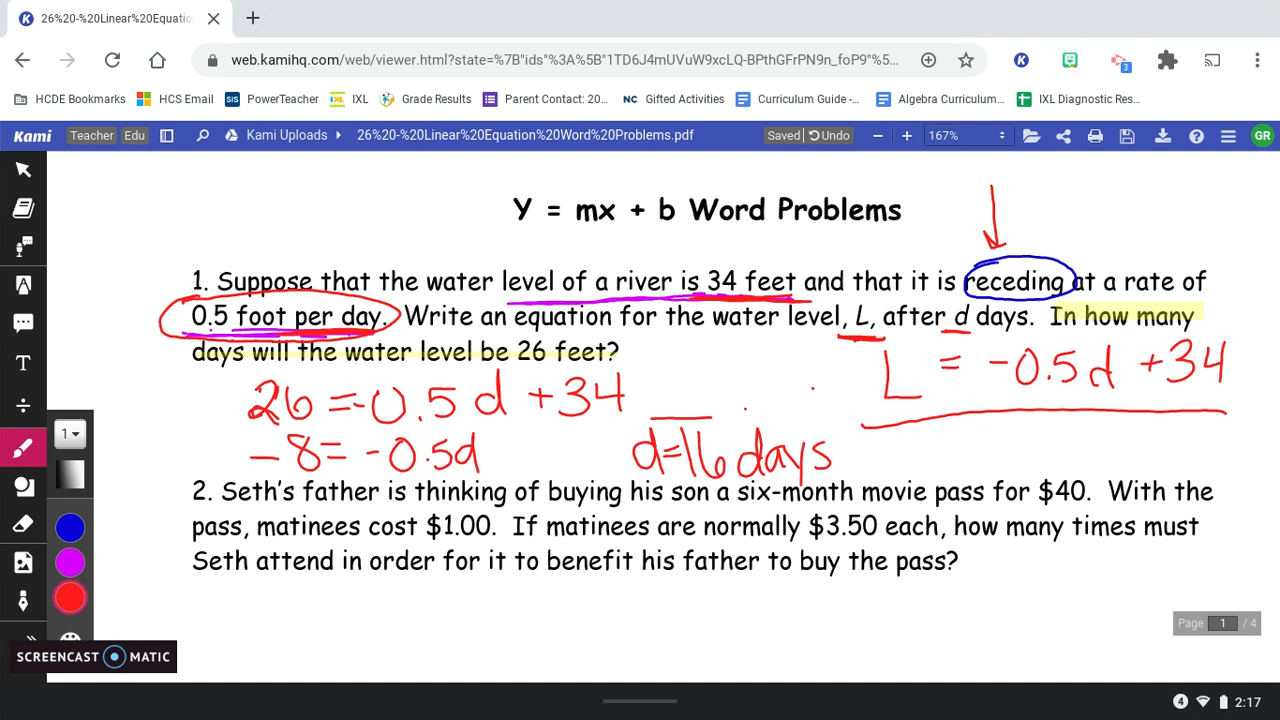 26%20-%20Linear%20Equatio
web.kamihq.com/web/viewer.html?state=%7B"ids"%3A%5B"1TD6J4mUVuW9xcLQ-BPthGFrPN9n_foP9"%5...
3
HCDE Bookmarks HCS Email SIS PowerTeacher IXL Grade Results Parent Contact: 20... NC Gifted Activities Curriculum Guide -... Algebra Curriculum... IXL Diagnostic Res...
Kami Teacher Edu Kami Uploads 26%20-%20Linear%20Equation%20Word%20Problems.pdf Saved Undo 167% GR
Y = mx + b Word Problems
1. Suppose that the water level of a river is 34 feet and that it is receding at a rate of
0.5 foot per day. Write an equation for the water level, L, after d days. In how many
days will the water level be 26 feet?
L = -0.5d +34
26 = -0.5d +34
-8 = -0.5d d=16 days
2. Seth's father is thinking of buying his son a six-month movie pass for $40. With the
pass, matinees cost $1.00. If matinees are normally $3.50 each, how many times must
Seth attend in order for it to benefit his father to buy the pass?
1
Page 1 / 4
SCREENCAST MATIC
4 2:17